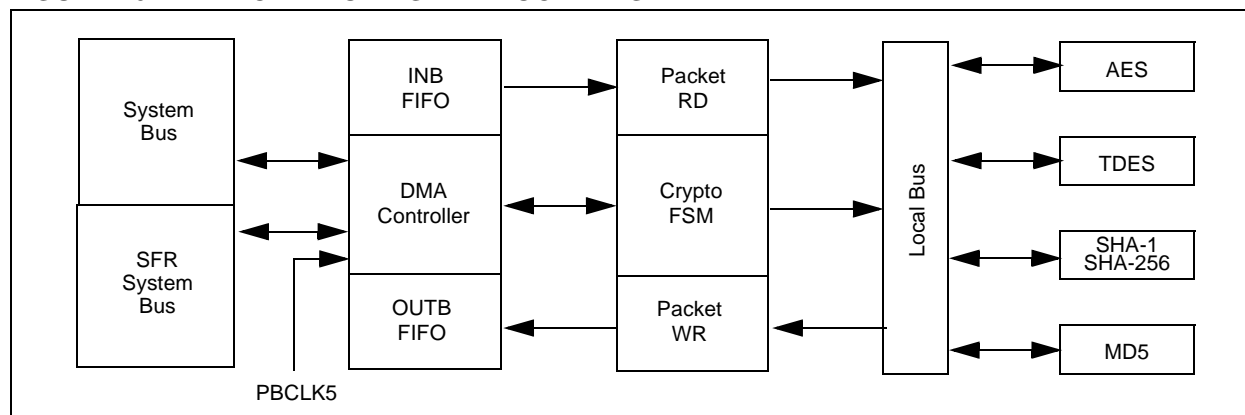 System
Bus
SFR
System
Bus
INB
FIFO
DMA
Controller
OUTB
FIFO
PBCLK5
Packet
RD
Crypto
FSM
Packet
WR
Local Bus
AES
TDES
SHA-1
SHA-256
MD5